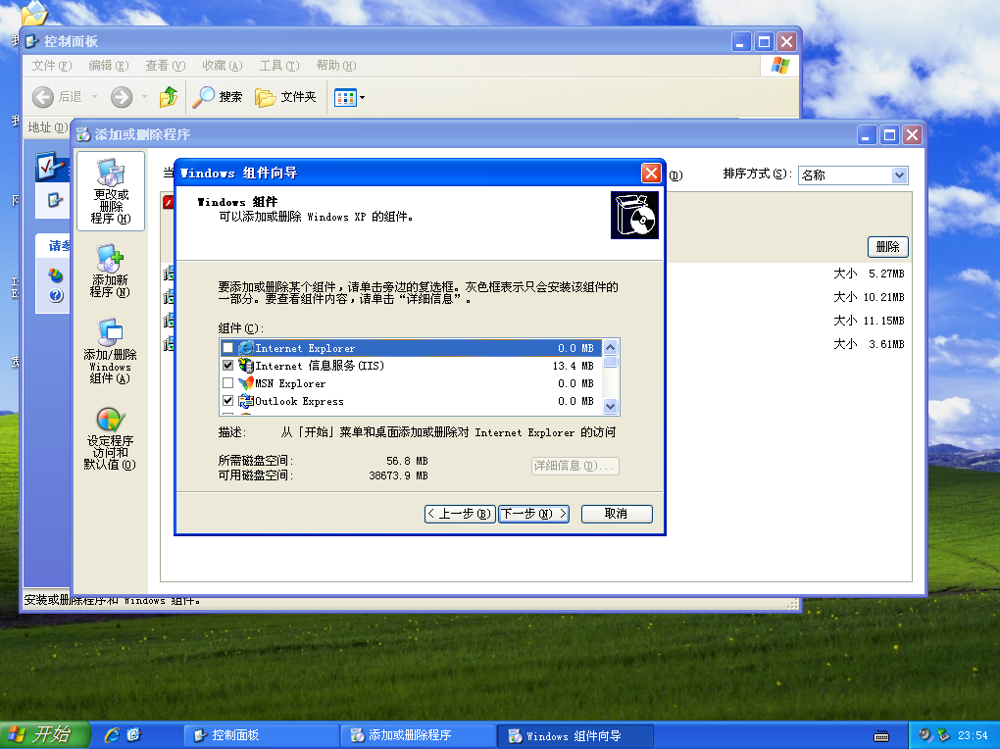 控制面板
文件(F) 编辑(E) 查看(V) 收藏(A) 工具(T) 帮助(H)
后退 搜索 文件夹
地址(D)
添加或删除程序
更改或
删除
程序(H)
添加新
程序(N)
添加/删除
Windows
组件(A)
设定程序
访问和
默认值(O)
(D) 排序方式(S): 名称
删除
大小 5.27MB
大小 10.21MB
大小 11.15MB
大小 3.61MB
Windows 组件向导
Windows 组件
可以添加或删除 Windows XP 的组件。
要添加或删除某个组件，请单击旁边的复选框。灰色框表示只会安装该组件的
一部分。要查看组件内容，请单击“详细信息”。
组件(C):
Internet Explorer 0.0 MB
Internet 信息服务(IIS) 13.4 MB
MSN Explorer 0.0 MB
Outlook Express 0.0 MB
描述: 从「开始」菜单和桌面添加或删除对 Internet Explorer 的访问
所需磁盘空间: 56.8 MB
可用磁盘空间: 38673.9 MB
详细信息(D)...
< 上一步(B) 下一步(N) > 取消
安装或删除程序和 Windows 组件。
开始 控制面板 添加或删除程序 Windows 组件向导 23:54